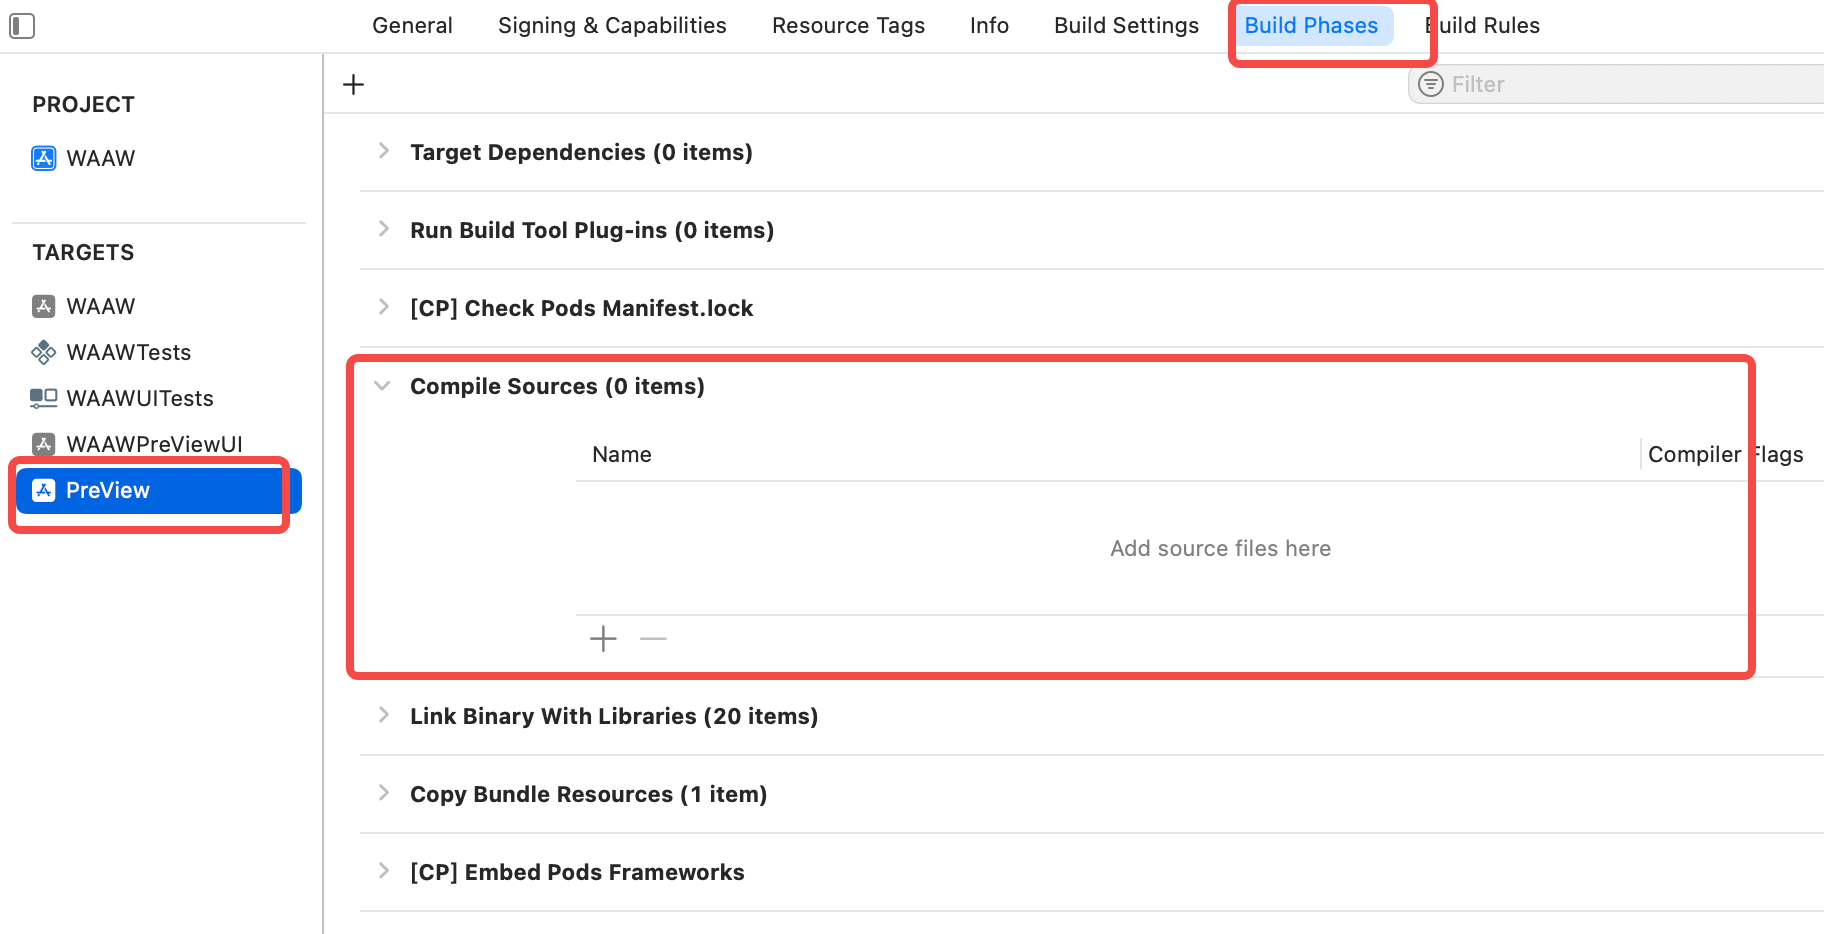 General Signing & Capabilities Resource Tags Info Build Settings Build Phases Build Rules
PROJECT
WAAW
TARGETS
WAAW
WAAWTests
WAAWUITests
WAAWPreViewUI
PreView
Filter
Target Dependencies (0 items)
Run Build Tool Plug-ins (0 items)
[CP] Check Pods Manifest.lock
Compile Sources (0 items)
Name Compiler Flags
Add source files here
Link Binary With Libraries (20 items)
Copy Bundle Resources (1 item)
[CP] Embed Pods Frameworks